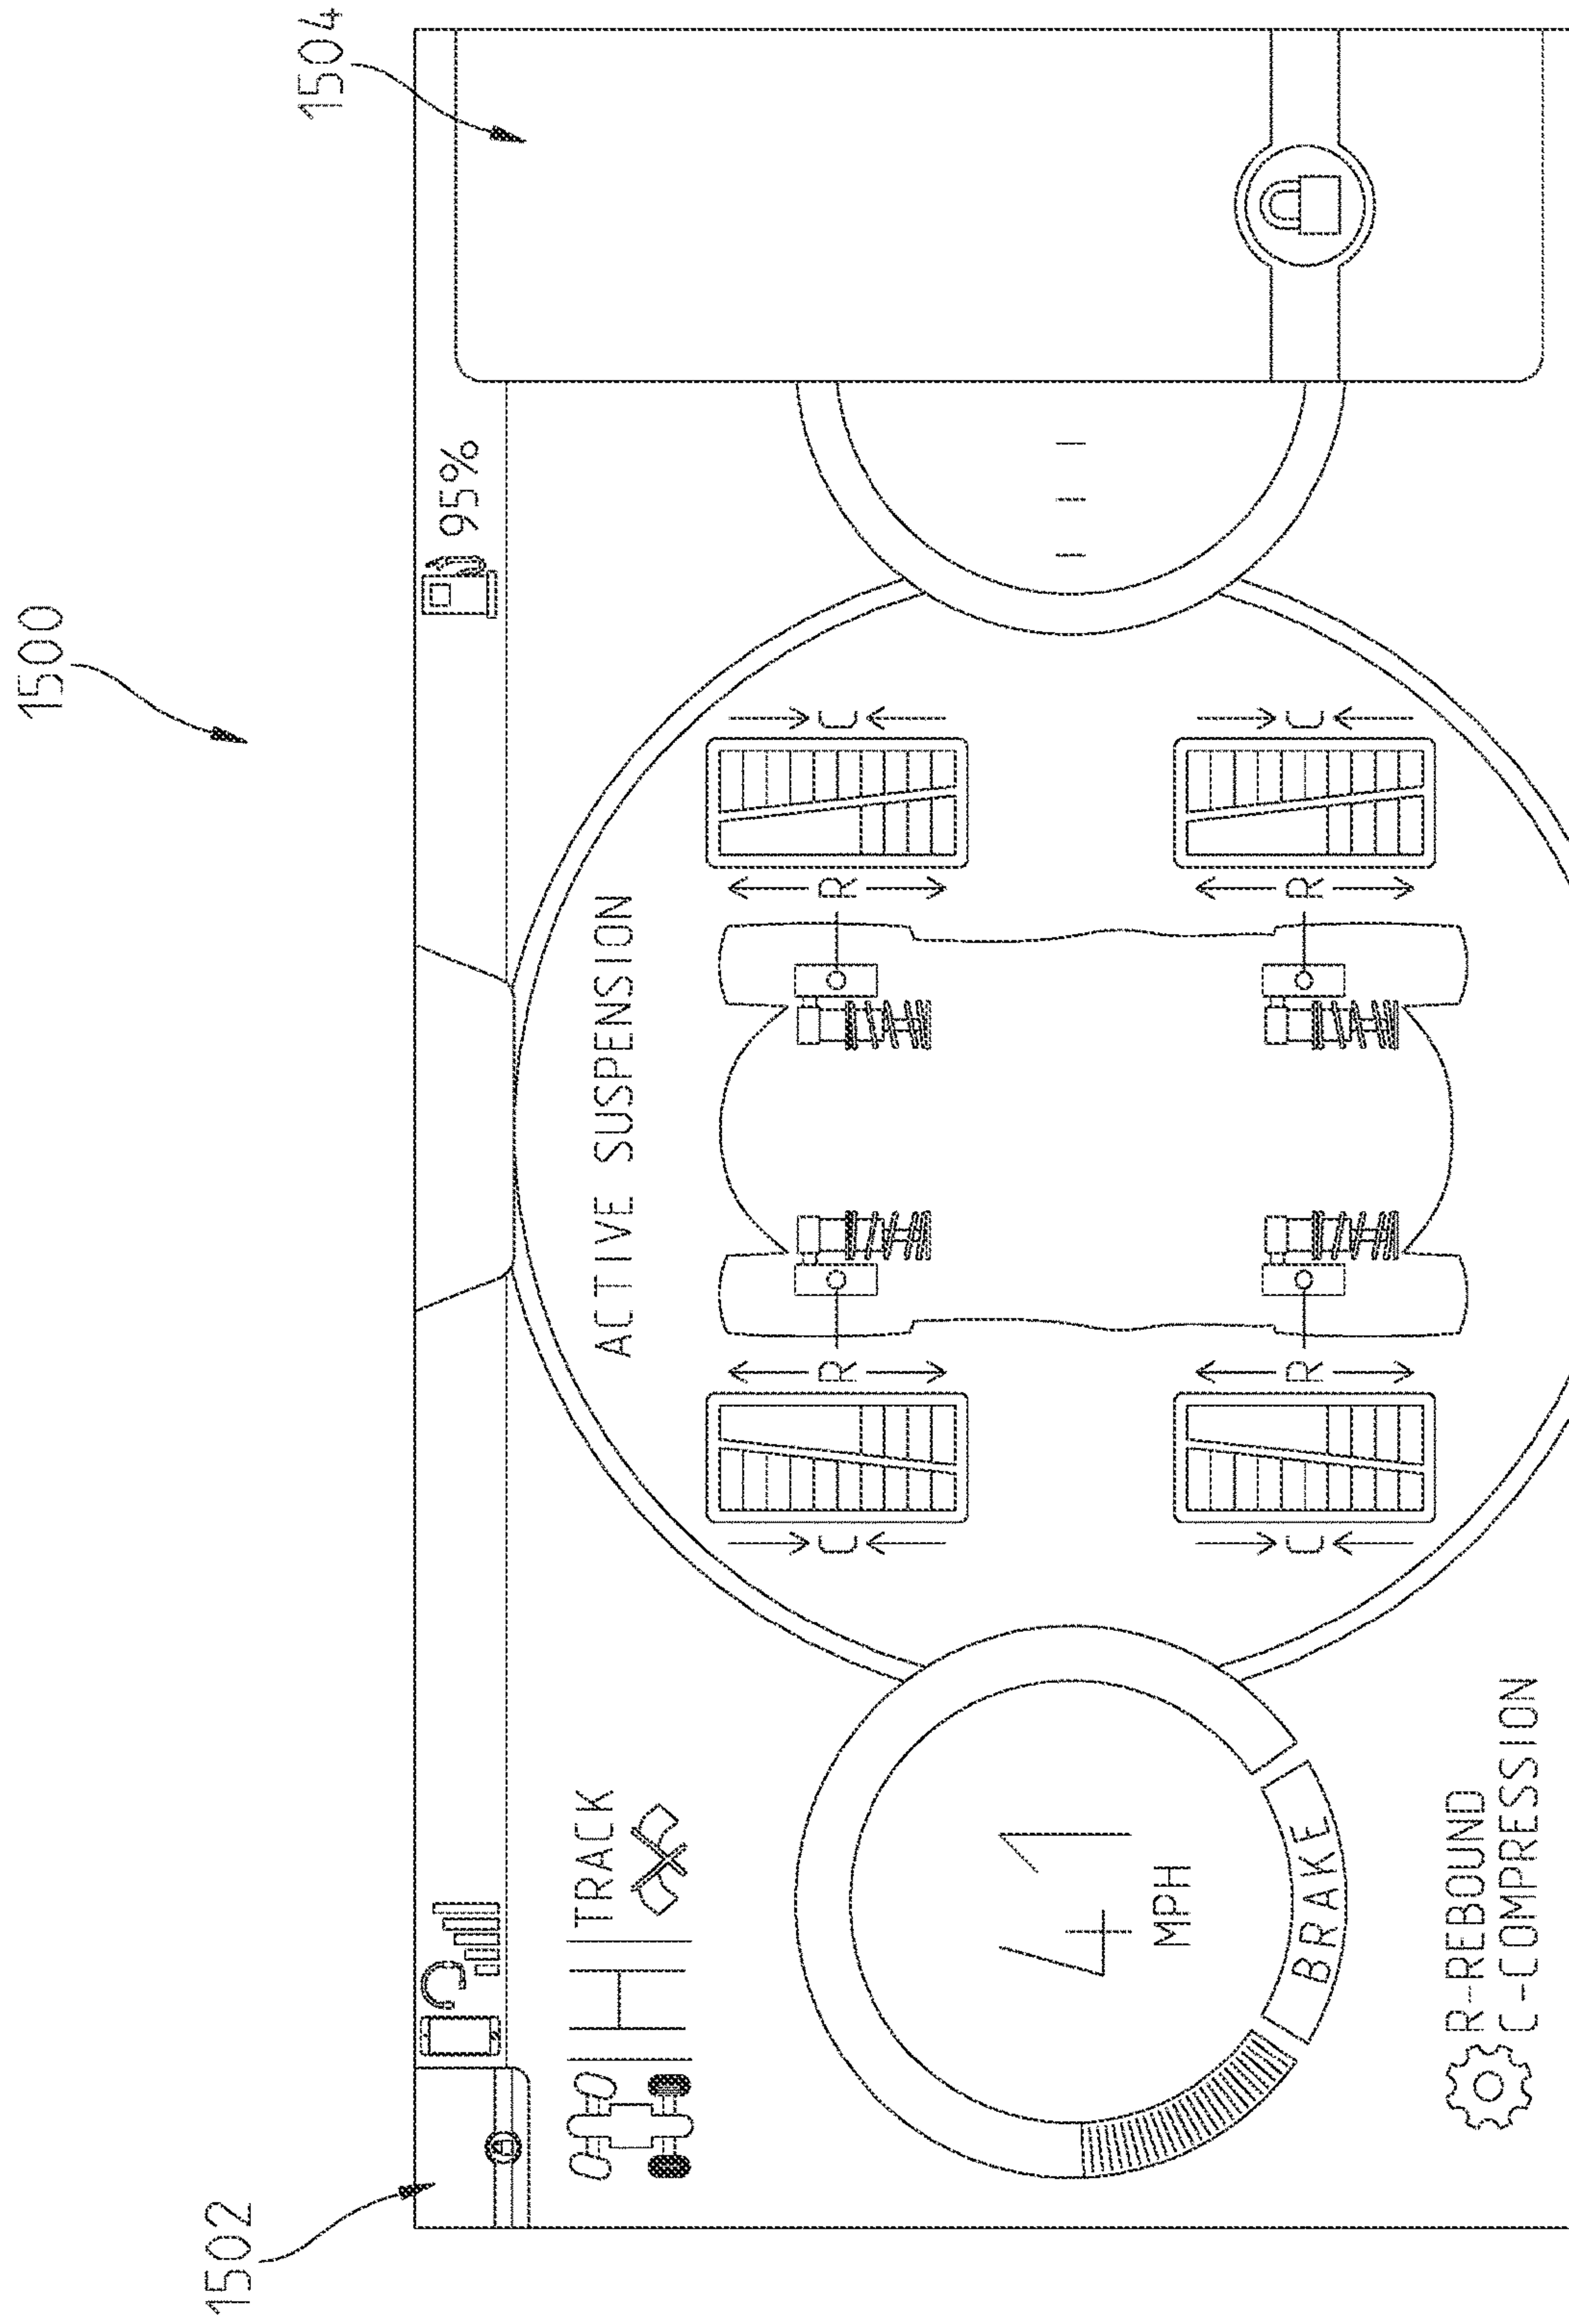 1500
1502
1504
95%
H
TRACK
ACTIVE SUSPENSION
C
R
R
C
41
MPH
BRAKE
C
R
R
C
R-REBOUND
C-COMPRESSION